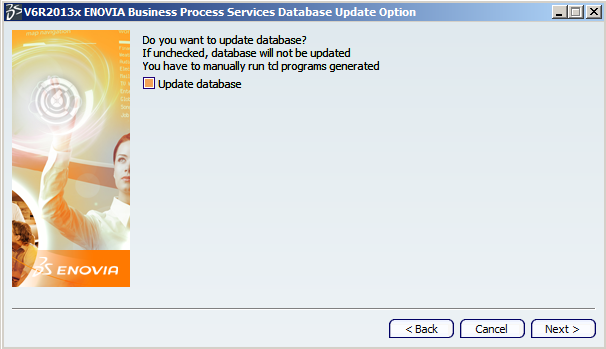 V6R2013x ENOVIA Business Process Services Database Update Option
Do you want to update database?
If unchecked, database will not be updated
You have to manually run tcl programs generated
Update database
ENOVIA
< Back
Cancel
Next >